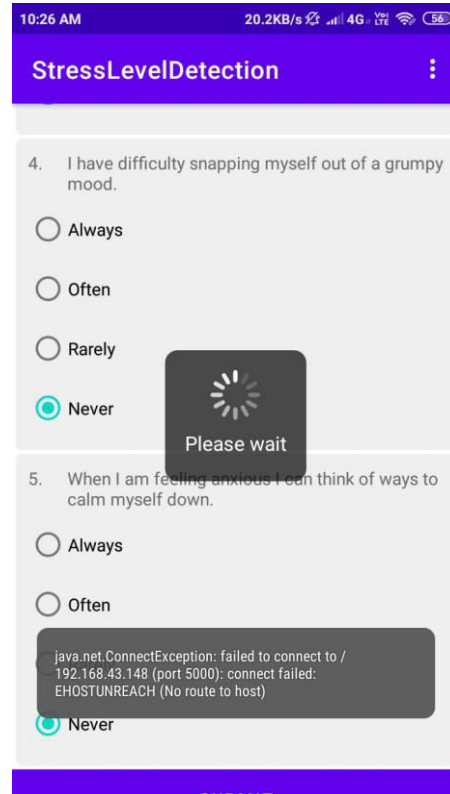 10:26 AM 20.2KB/s 4G VoLTE 56
StressLevelDetection
4. I have difficulty snapping myself out of a grumpy
mood.
Always
Often
Rarely
Never
Please wait
5. When I am feeling anxious I can think of ways to
calm myself down.
Always
Often
java.net.ConnectException: failed to connect to /
192.168.43.148 (port 5000): connect failed:
EHOSTUNREACH (No route to host)
Never